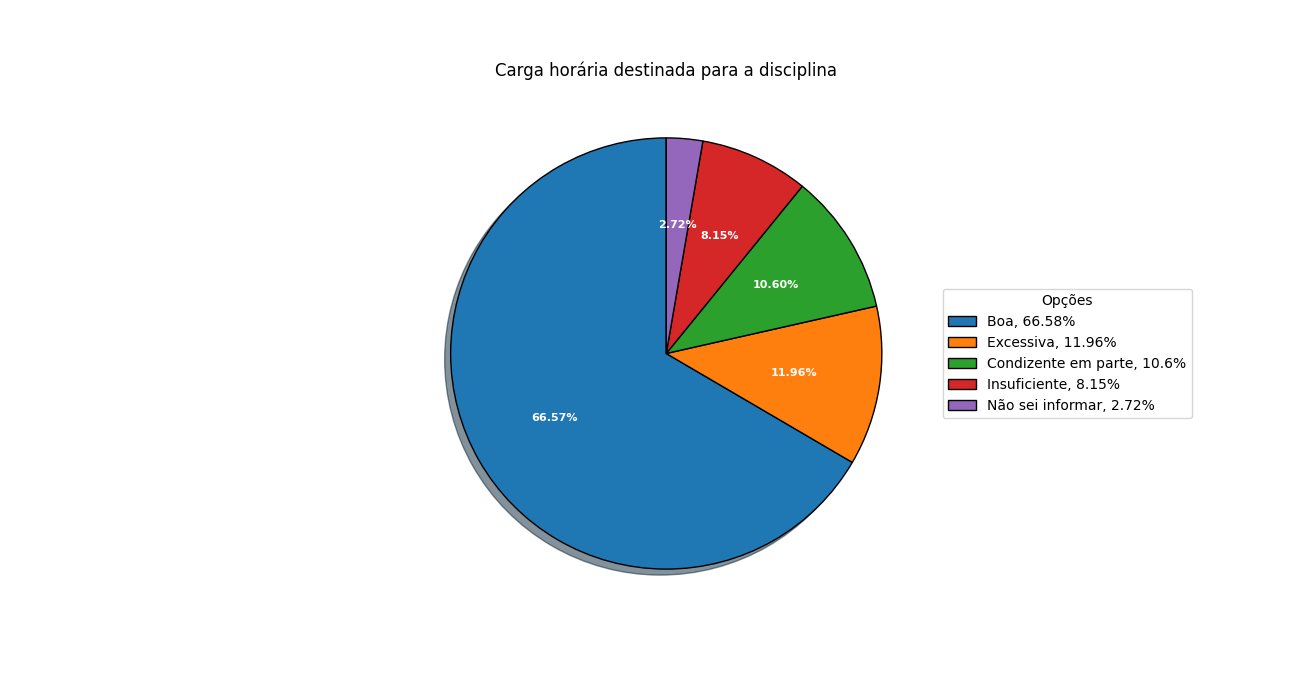 Carga horária destinada para a disciplina
2.72%
8.15%
10.60%
11.96%
66.57%
Opções
Boa, 66.58%
Excessiva, 11.96%
Condizente em parte, 10.6%
Insuficiente, 8.15%
Não sei informar, 2.72%